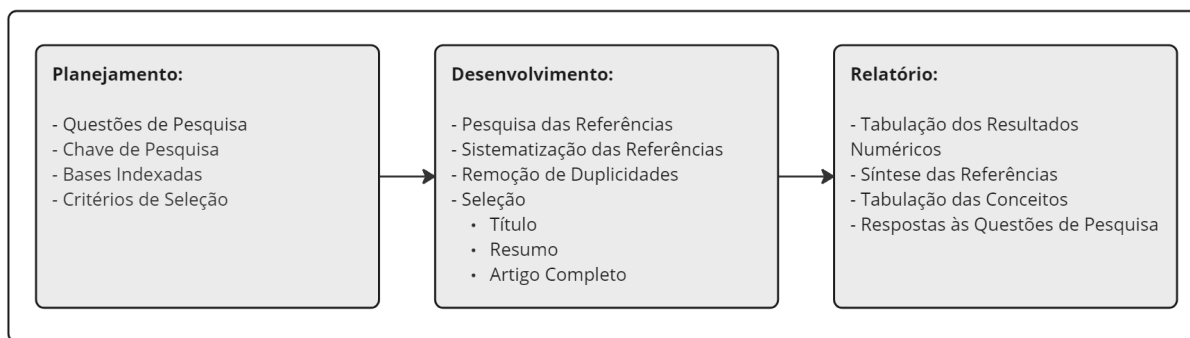 Planejamento:
- Questões de Pesquisa
- Chave de Pesquisa
- Bases Indexadas
- Critérios de Seleção
Desenvolvimento:
- Pesquisa das Referências
- Sistematização das Referências
- Remoção de Duplicidades
- Seleção
• Título
• Resumo
• Artigo Completo
Relatório:
- Tabulação dos Resultados
Numéricos
- Síntese das Referências
- Tabulação das Conceitos
- Respostas às Questões de Pesquisa